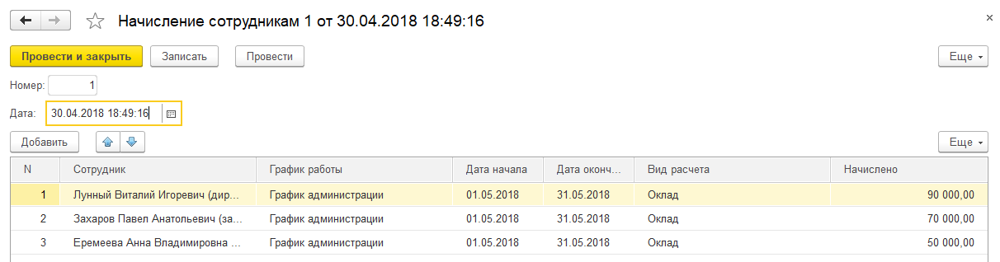 Начисление сотрудникам 1 от 30.04.2018 18:49:16
Провести и закрыть Записать Провести Еще
Номер: 1
Дата: 30.04.2018 18:49:16
Добавить Еще
N Сотрудник График работы Дата начала Дата оконч... Вид расчета Начислено
1 Лунный Виталий Игоревич (дир... График администрации 01.05.2018 31.05.2018 Оклад 90 000,00
2 Захаров Павел Анатольевич (за... График администрации 01.05.2018 31.05.2018 Оклад 70 000,00
3 Еремеева Анна Владимировна ... График администрации 01.05.2018 31.05.2018 Оклад 50 000,00